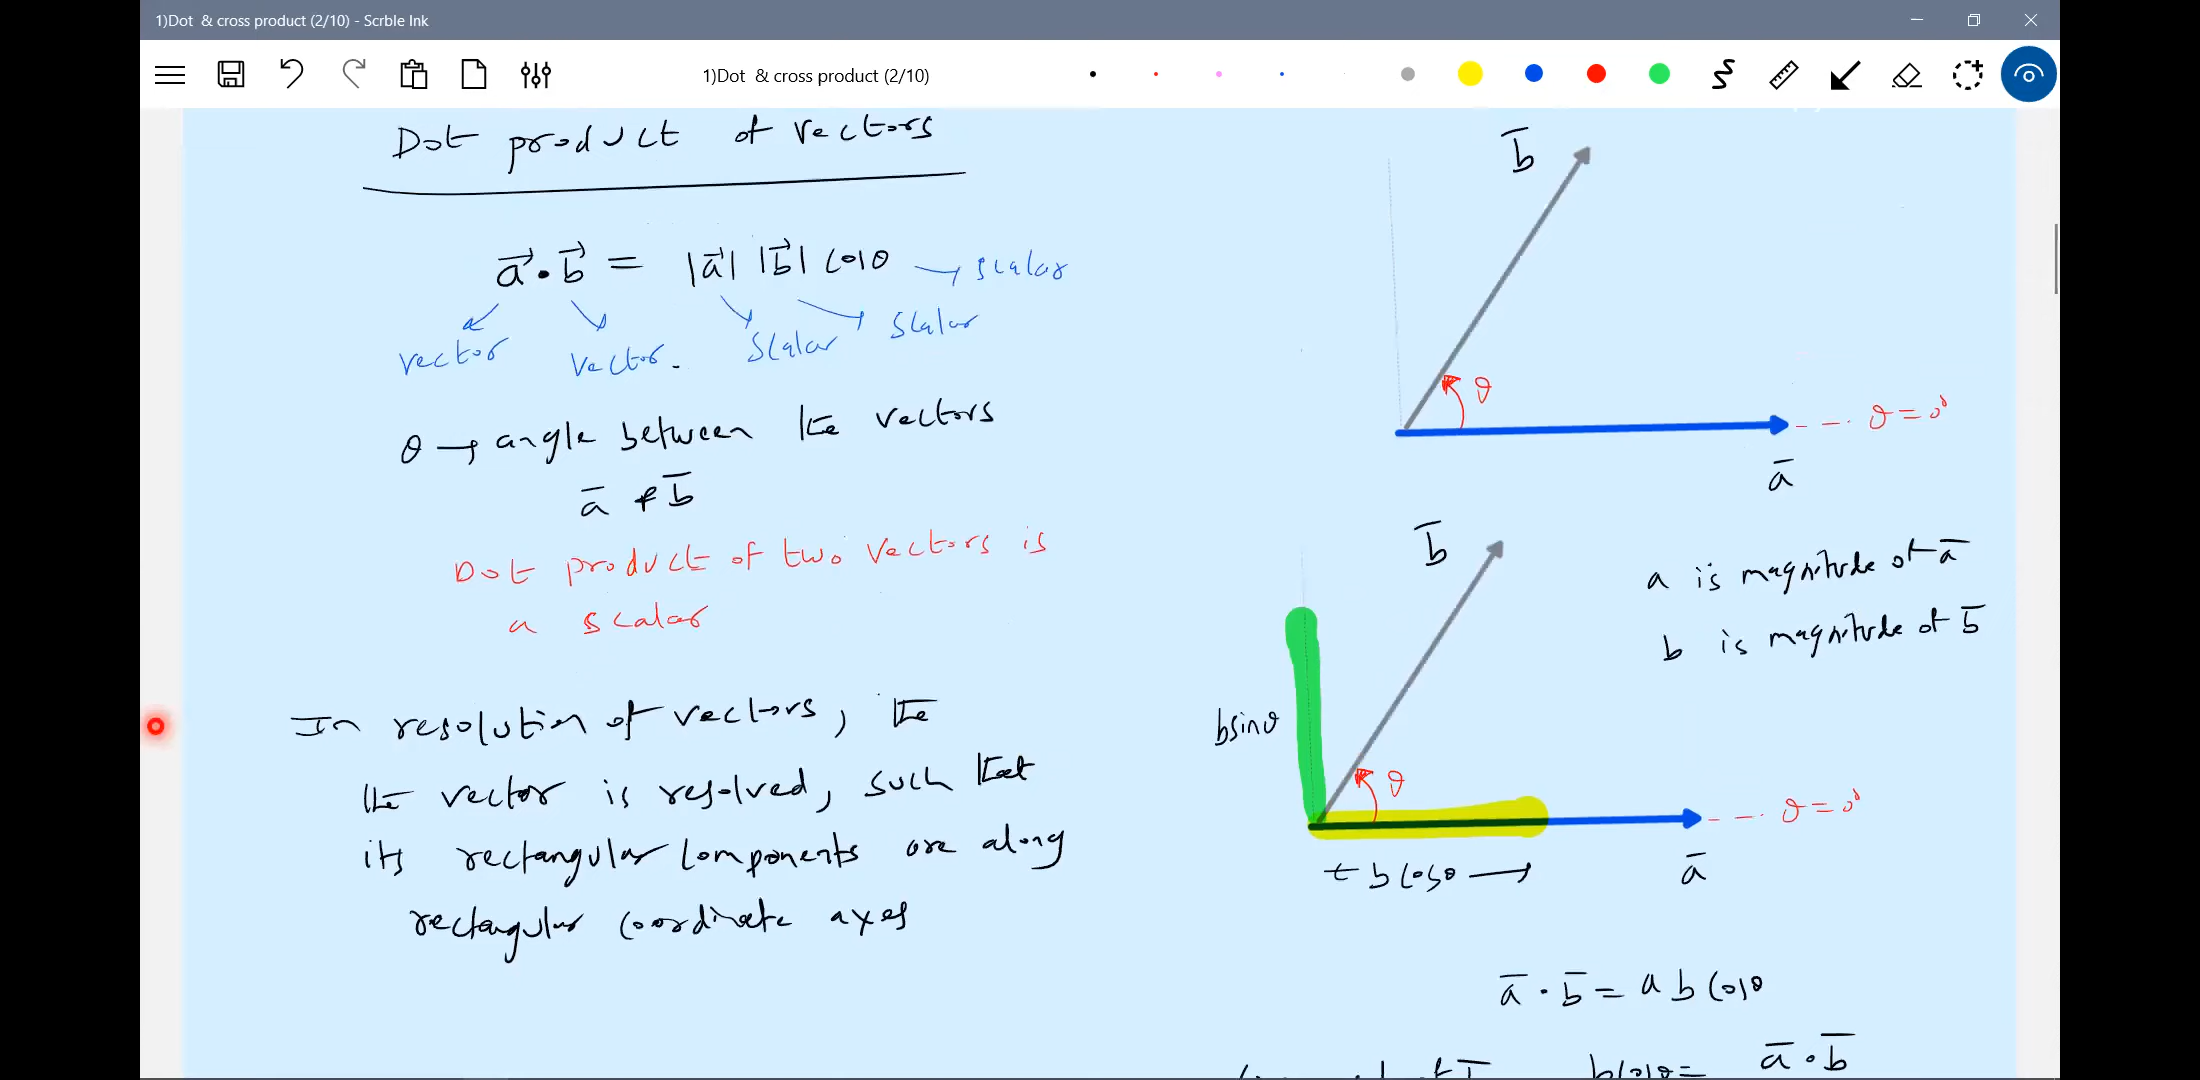 1)Dot & cross product (2/10) - Scrble Ink
1)Dot & cross product (2/10)
Dot product of vectors
a⃗ · b⃗ = |a⃗| |b⃗| cosθ → scalar
vector vector. scalar scalar
θ → angle between the vectors
a̅ & b̅
Dot product of two vectors is
a scalar
In resolution of vectors, the
the vector is resolved, such that
its rectangular components are along
rectangular coordinate axes
b̅
θ
θ = 0°
a̅
b̅
a is magnitude of a̅
b is magnitude of b̅
bsinθ
θ
θ = 0°
← b cosθ →
a̅
a̅ · b̅ = a b cosθ
b cosθ = a̅ · b̅